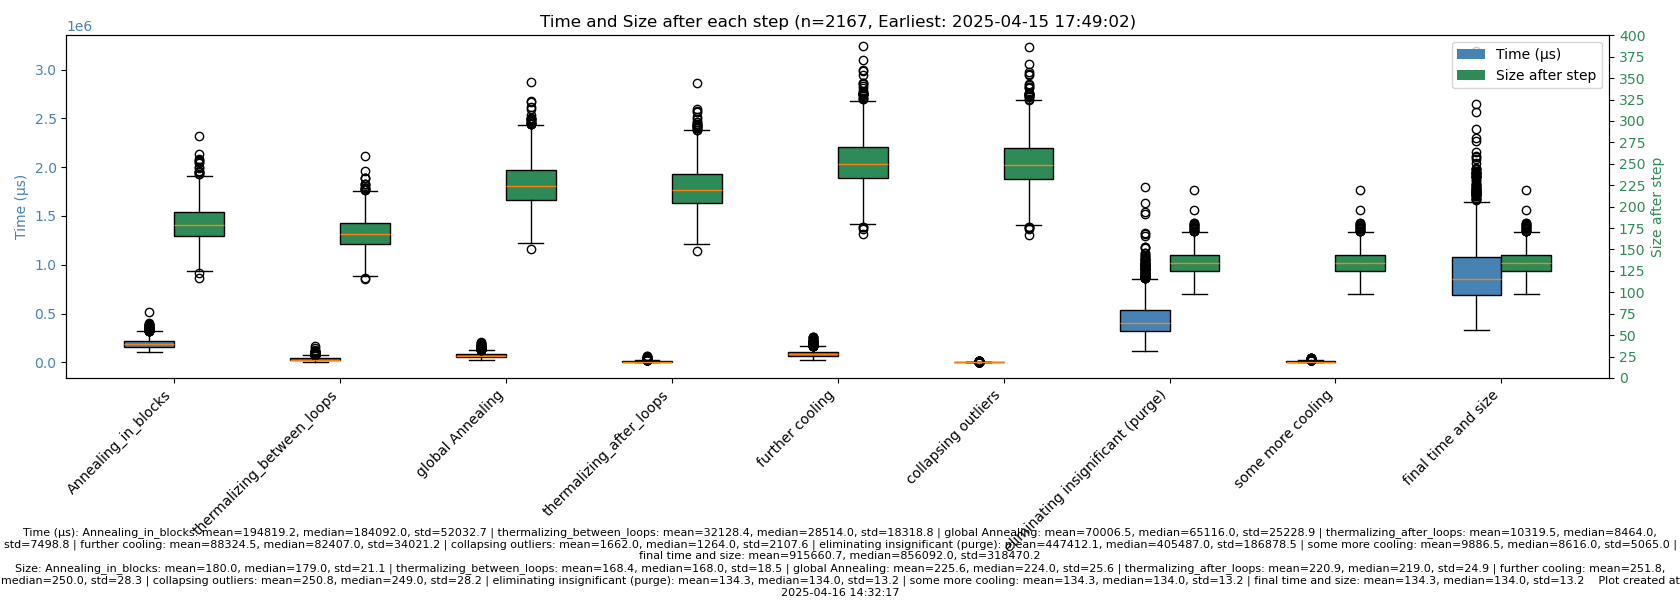 Time and Size after each step (n=2167, Earliest: 2025-04-15 17:49:02)
1e6
Time (µs)
Size after step
3.0
2.5
2.0
1.5
1.0
0.5
0.0
Time (µs)
400
375
350
325
300
275
250
225
200
175
150
125
100
75
50
25
0
Size after step
Annealing_in_blocks
thermalizing_between_loops
global Annealing
thermalizing_after_loops
further cooling
collapsing outliers
eliminating insignificant (purge)
some more cooling
final time and size
Time (µs): Annealing_in_blocks: mean=194819.2, median=184092.0, std=52032.7 | thermalizing_between_loops: mean=32128.4, median=28514.0, std=18318.8 | global Annealing: mean=70006.5, median=65116.0, std=25228.9 | thermalizing_after_loops: mean=10319.5, median=8464.0,
std=7498.8 | further cooling: mean=88324.5, median=82407.0, std=34021.2 | collapsing outliers: mean=1662.0, median=1264.0, std=2107.6 | eliminating insignificant (purge): mean=447412.1, median=405487.0, std=186878.5 | some more cooling: mean=9886.5, median=8616.0, std=5065.0 |
final time and size: mean=915660.7, median=856092.0, std=318470.2
Size: Annealing_in_blocks: mean=180.0, median=179.0, std=21.1 | thermalizing_between_loops: mean=168.4, median=168.0, std=18.5 | global Annealing: mean=225.6, median=224.0, std=25.6 | thermalizing_after_loops: mean=220.9, median=219.0, std=24.9 | further cooling: mean=251.8,
median=250.0, std=28.3 | collapsing outliers: mean=250.8, median=249.0, std=28.2 | eliminating insignificant (purge): mean=134.3, median=134.0, std=13.2 | some more cooling: mean=134.3, median=134.0, std=13.2 | final time and size: mean=134.3, median=134.0, std=13.2 Plot created at
2025-04-16 14:32:17